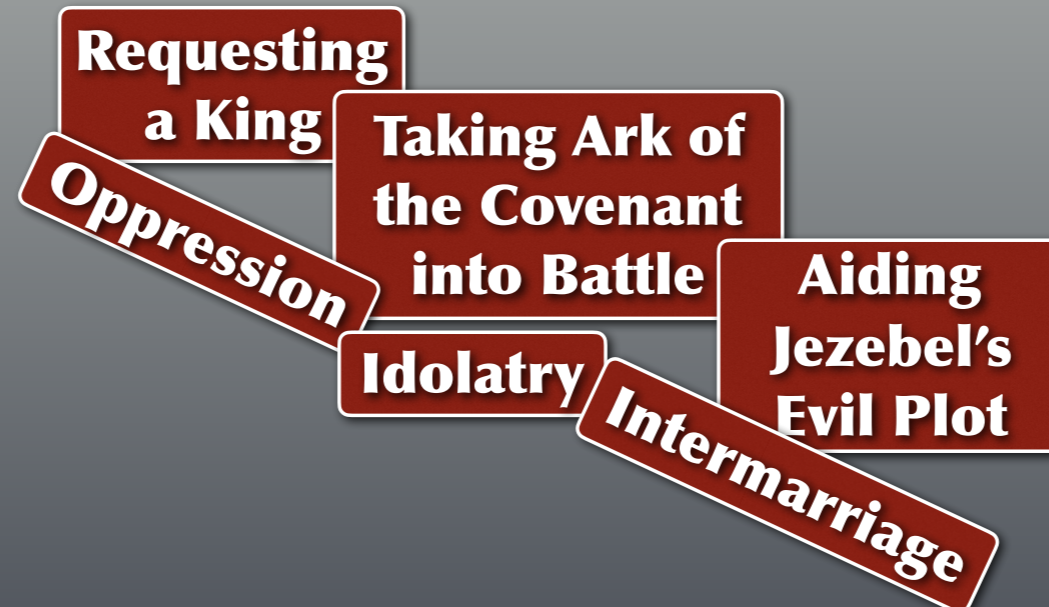 Requesting
a King
Taking Ark of
the Covenant
into Battle
Oppression
Aiding
Jezebel’s
Evil Plot
Idolatry
Intermarriage